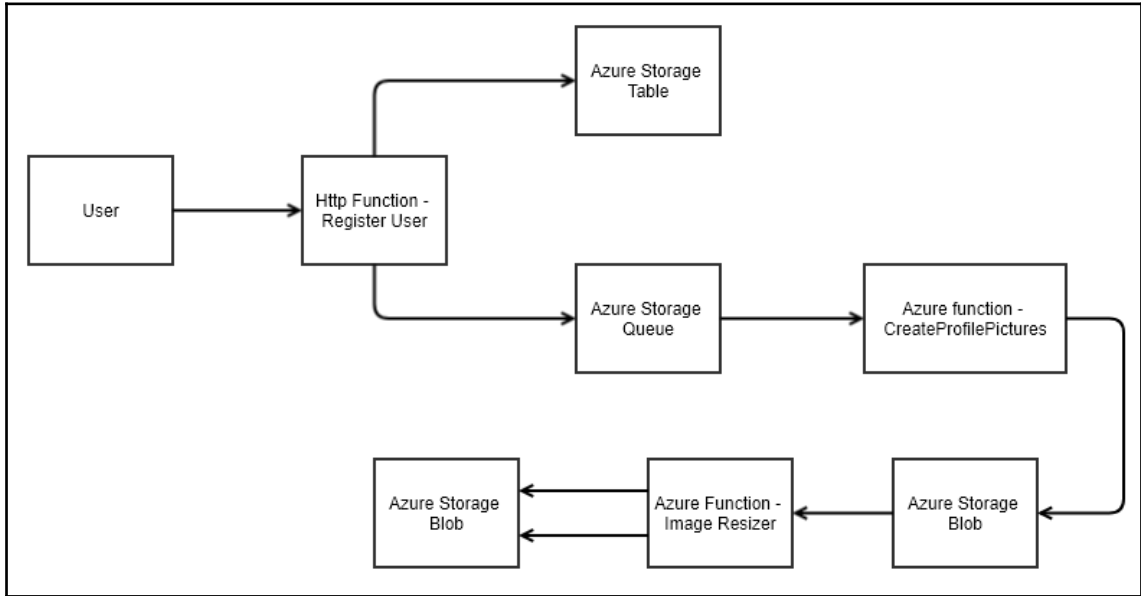 Azure Storage
Table
User
Http Function -
Register User
Azure Storage
Queue
Azure function -
CreateProfilePictures
Azure Storage
Blob
Azure Function -
Image Resizer
Azure Storage
Blob